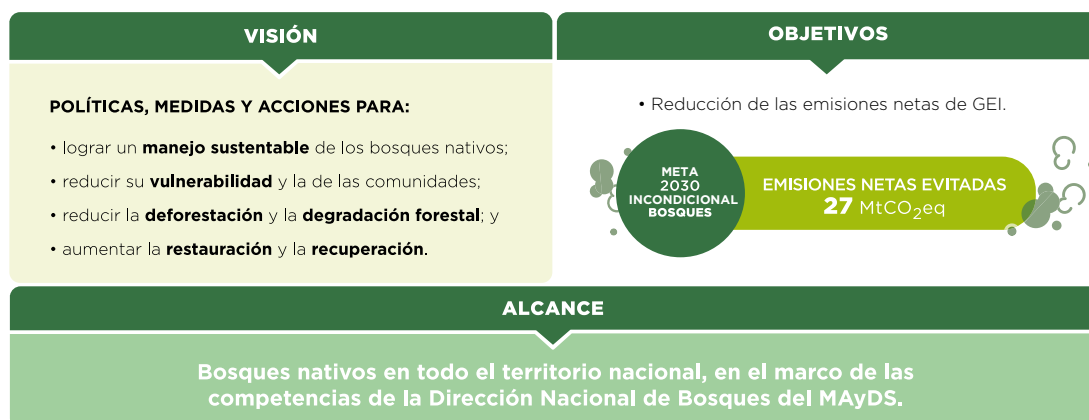 VISIÓN
POLÍTICAS, MEDIDAS Y ACCIONES PARA:
• lograr un manejo sustentable de los bosques nativos;
• reducir su vulnerabilidad y la de las comunidades;
• reducir la deforestación y la degradación forestal; y
• aumentar la restauración y la recuperación.
OBJETIVOS
• Reducción de las emisiones netas de GEI.
META
2030
INCONDICIONAL
BOSQUES
EMISIONES NETAS EVITADAS
27 MtCO₂eq
ALCANCE
Bosques nativos en todo el territorio nacional, en el marco de las
competencias de la Dirección Nacional de Bosques del MAyDS.